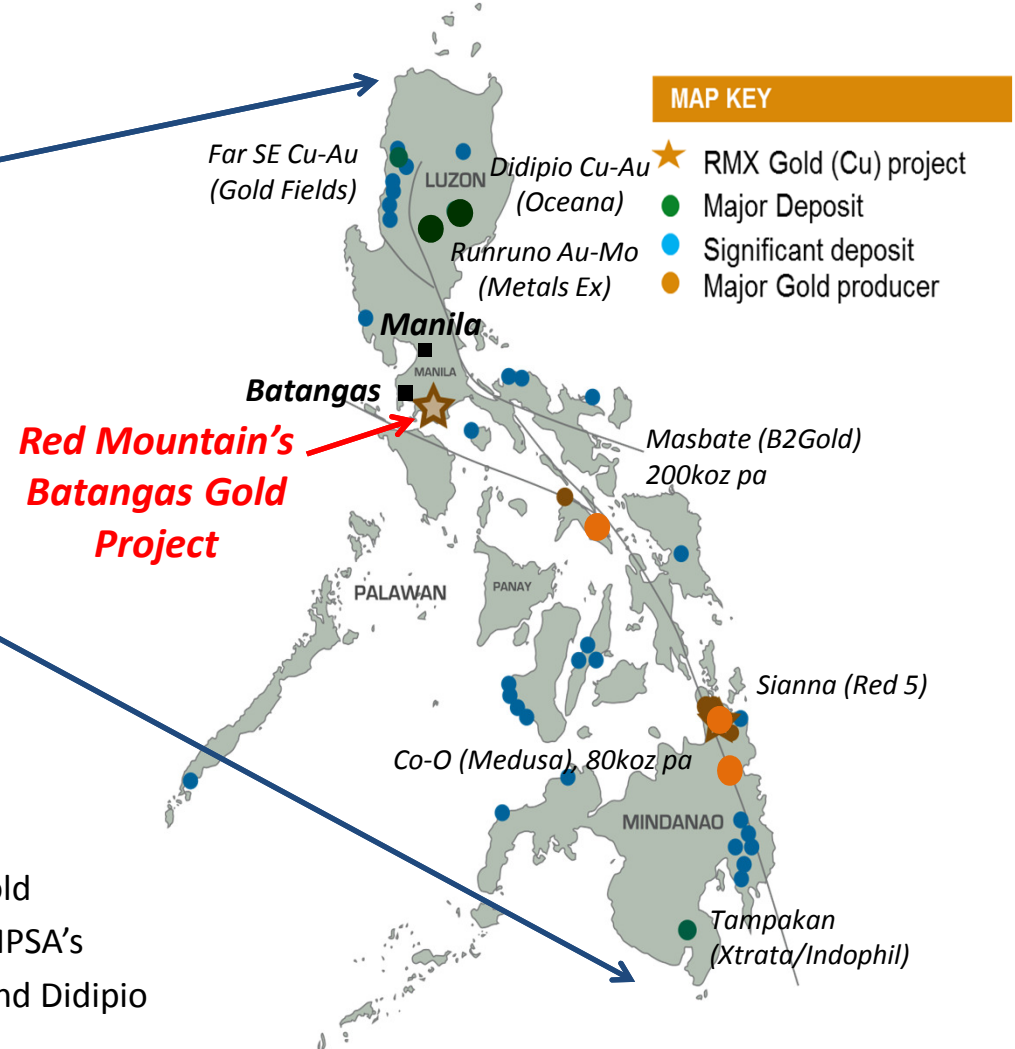 MAP KEY
RMX Gold (Cu) project
Major Deposit
Significant deposit
Major Gold producer
Far SE Cu-Au
(Gold Fields)
LUZON
Didipio Cu-Au
(Oceana)
Runruno Au-Mo
(Metals Ex)
Manila
MANILA
Batangas
Red Mountain’s
Batangas Gold
Project
Masbate (B2Gold)
200koz pa
PALAWAN
PANAY
Sianna (Red 5)
Co-O (Medusa), 80koz pa
MINDANAO
Tampakan
(Xtrata/Indophil)
old
IPSA’s
nd Didipio